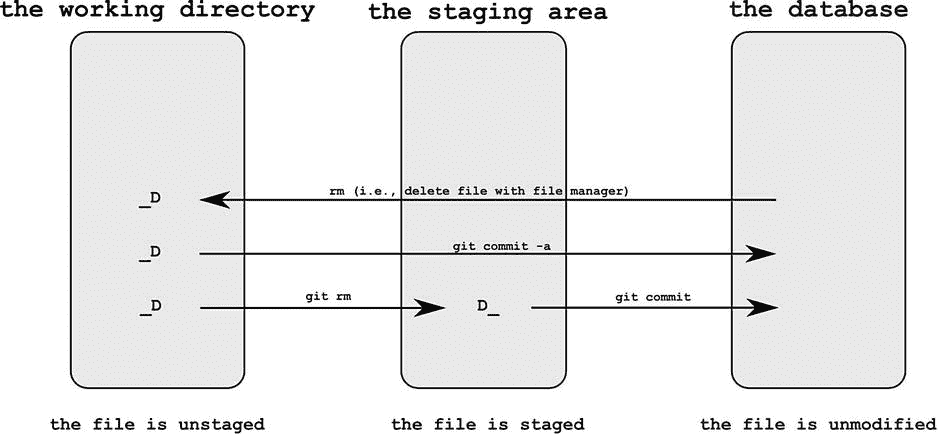 the working directory
the staging area
the database
_D
rm (i.e., delete file with file manager)
_D
git commit -a
_D
git rm
D_
git commit
the file is unstaged
the file is staged
the file is unmodified